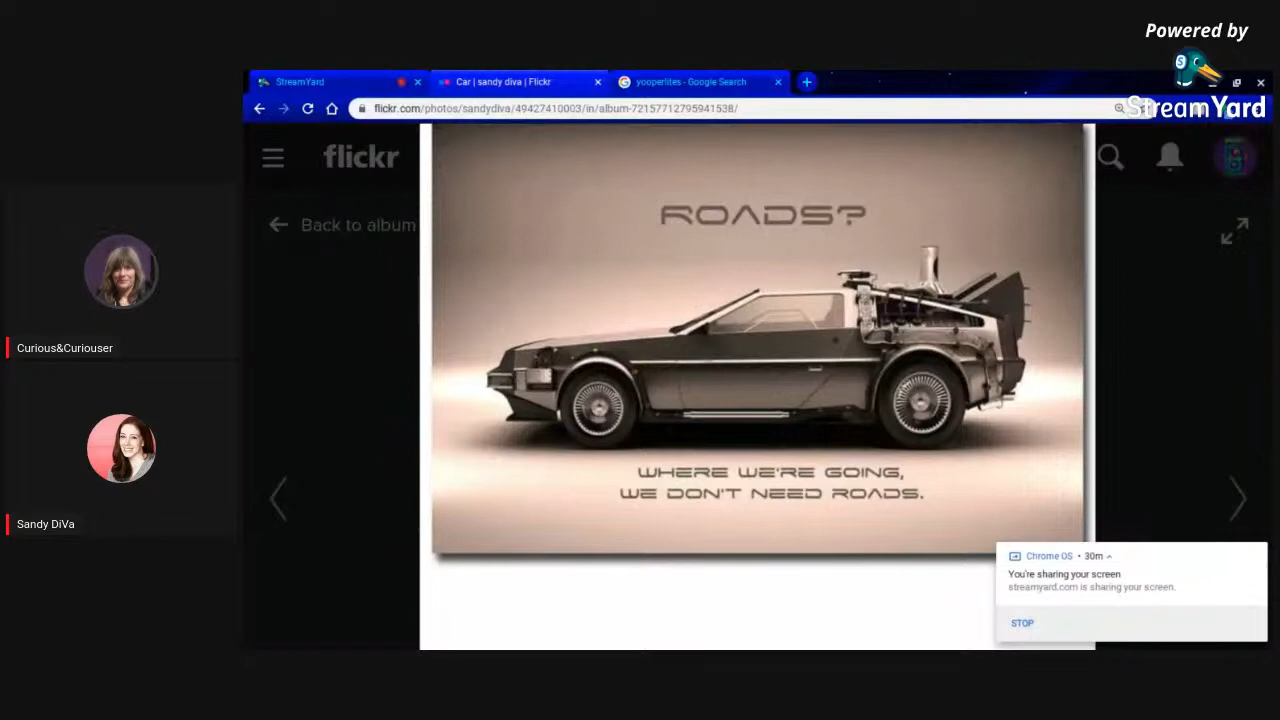 Powered by
StreamYard
StreamYard
Car | sandy diva | Flickr
yooperlites - Google Search
flickr.com/photos/sandydiva/49427410003/in/album-72157712795941538/
flickr
Back to album
ROADS?
WHERE WE'RE GOING,
WE DON'T NEED ROADS.
Curious&Curiouser
Sandy DiVa
Chrome OS • 30m
You're sharing your screen
streamyard.com is sharing your screen.
STOP